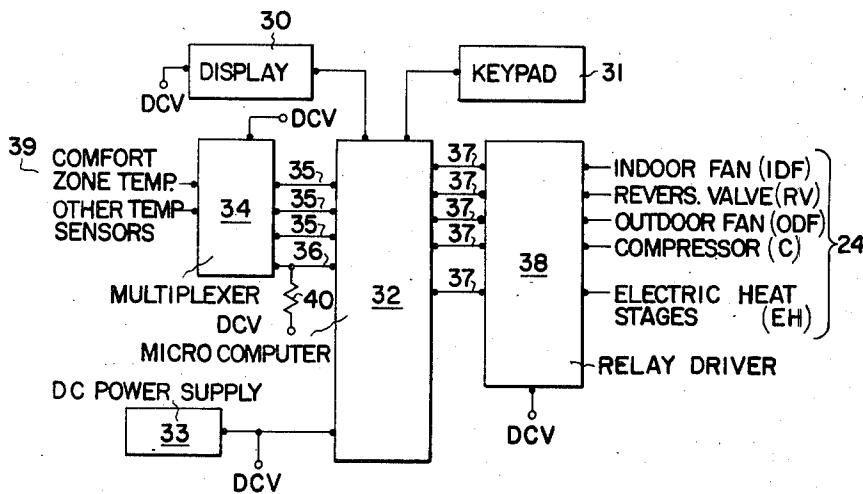 30
DISPLAY
DCV
KEYPAD
31
DCV
39
COMFORT
ZONE TEMP.
OTHER TEMP
SENSORS
34
MULTIPLEXER
35
35
35
36
40
DCV
MICRO COMPUTER
32
37
37
37
37
37
38
INDOOR FAN (IDF)
REVERS. VALVE (RV)
OUTDOOR FAN (ODF)
COMPRESSOR (C)
ELECTRIC HEAT
STAGES (EH)
24
RELAY DRIVER
DCV
DC POWER SUPPLY
33
DCV